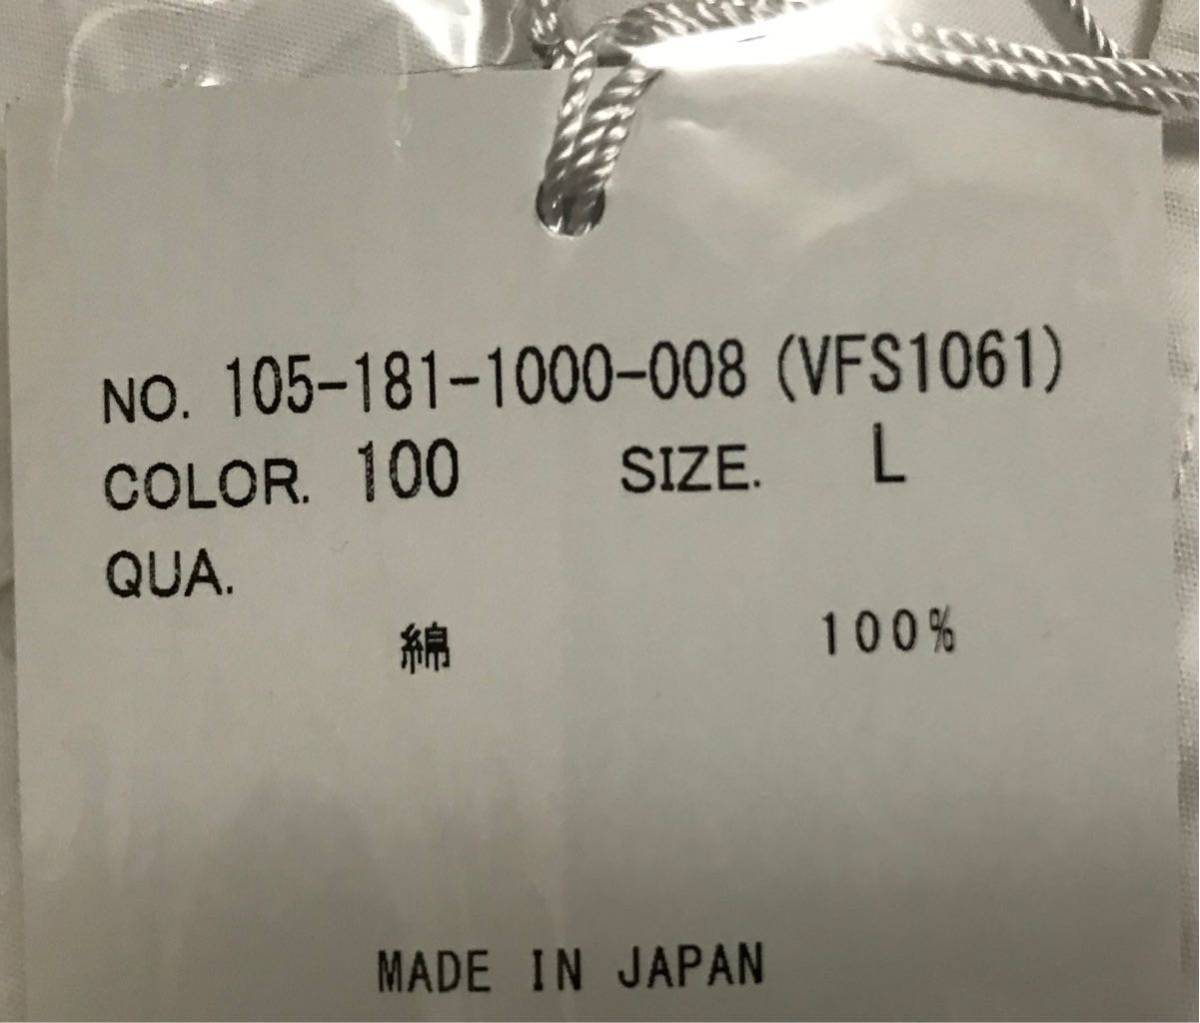 NO. 105-181-1000-008 (VFS1061)
COLOR. 100 SIZE. L
QUA.
綿 100%
MADE IN JAPAN